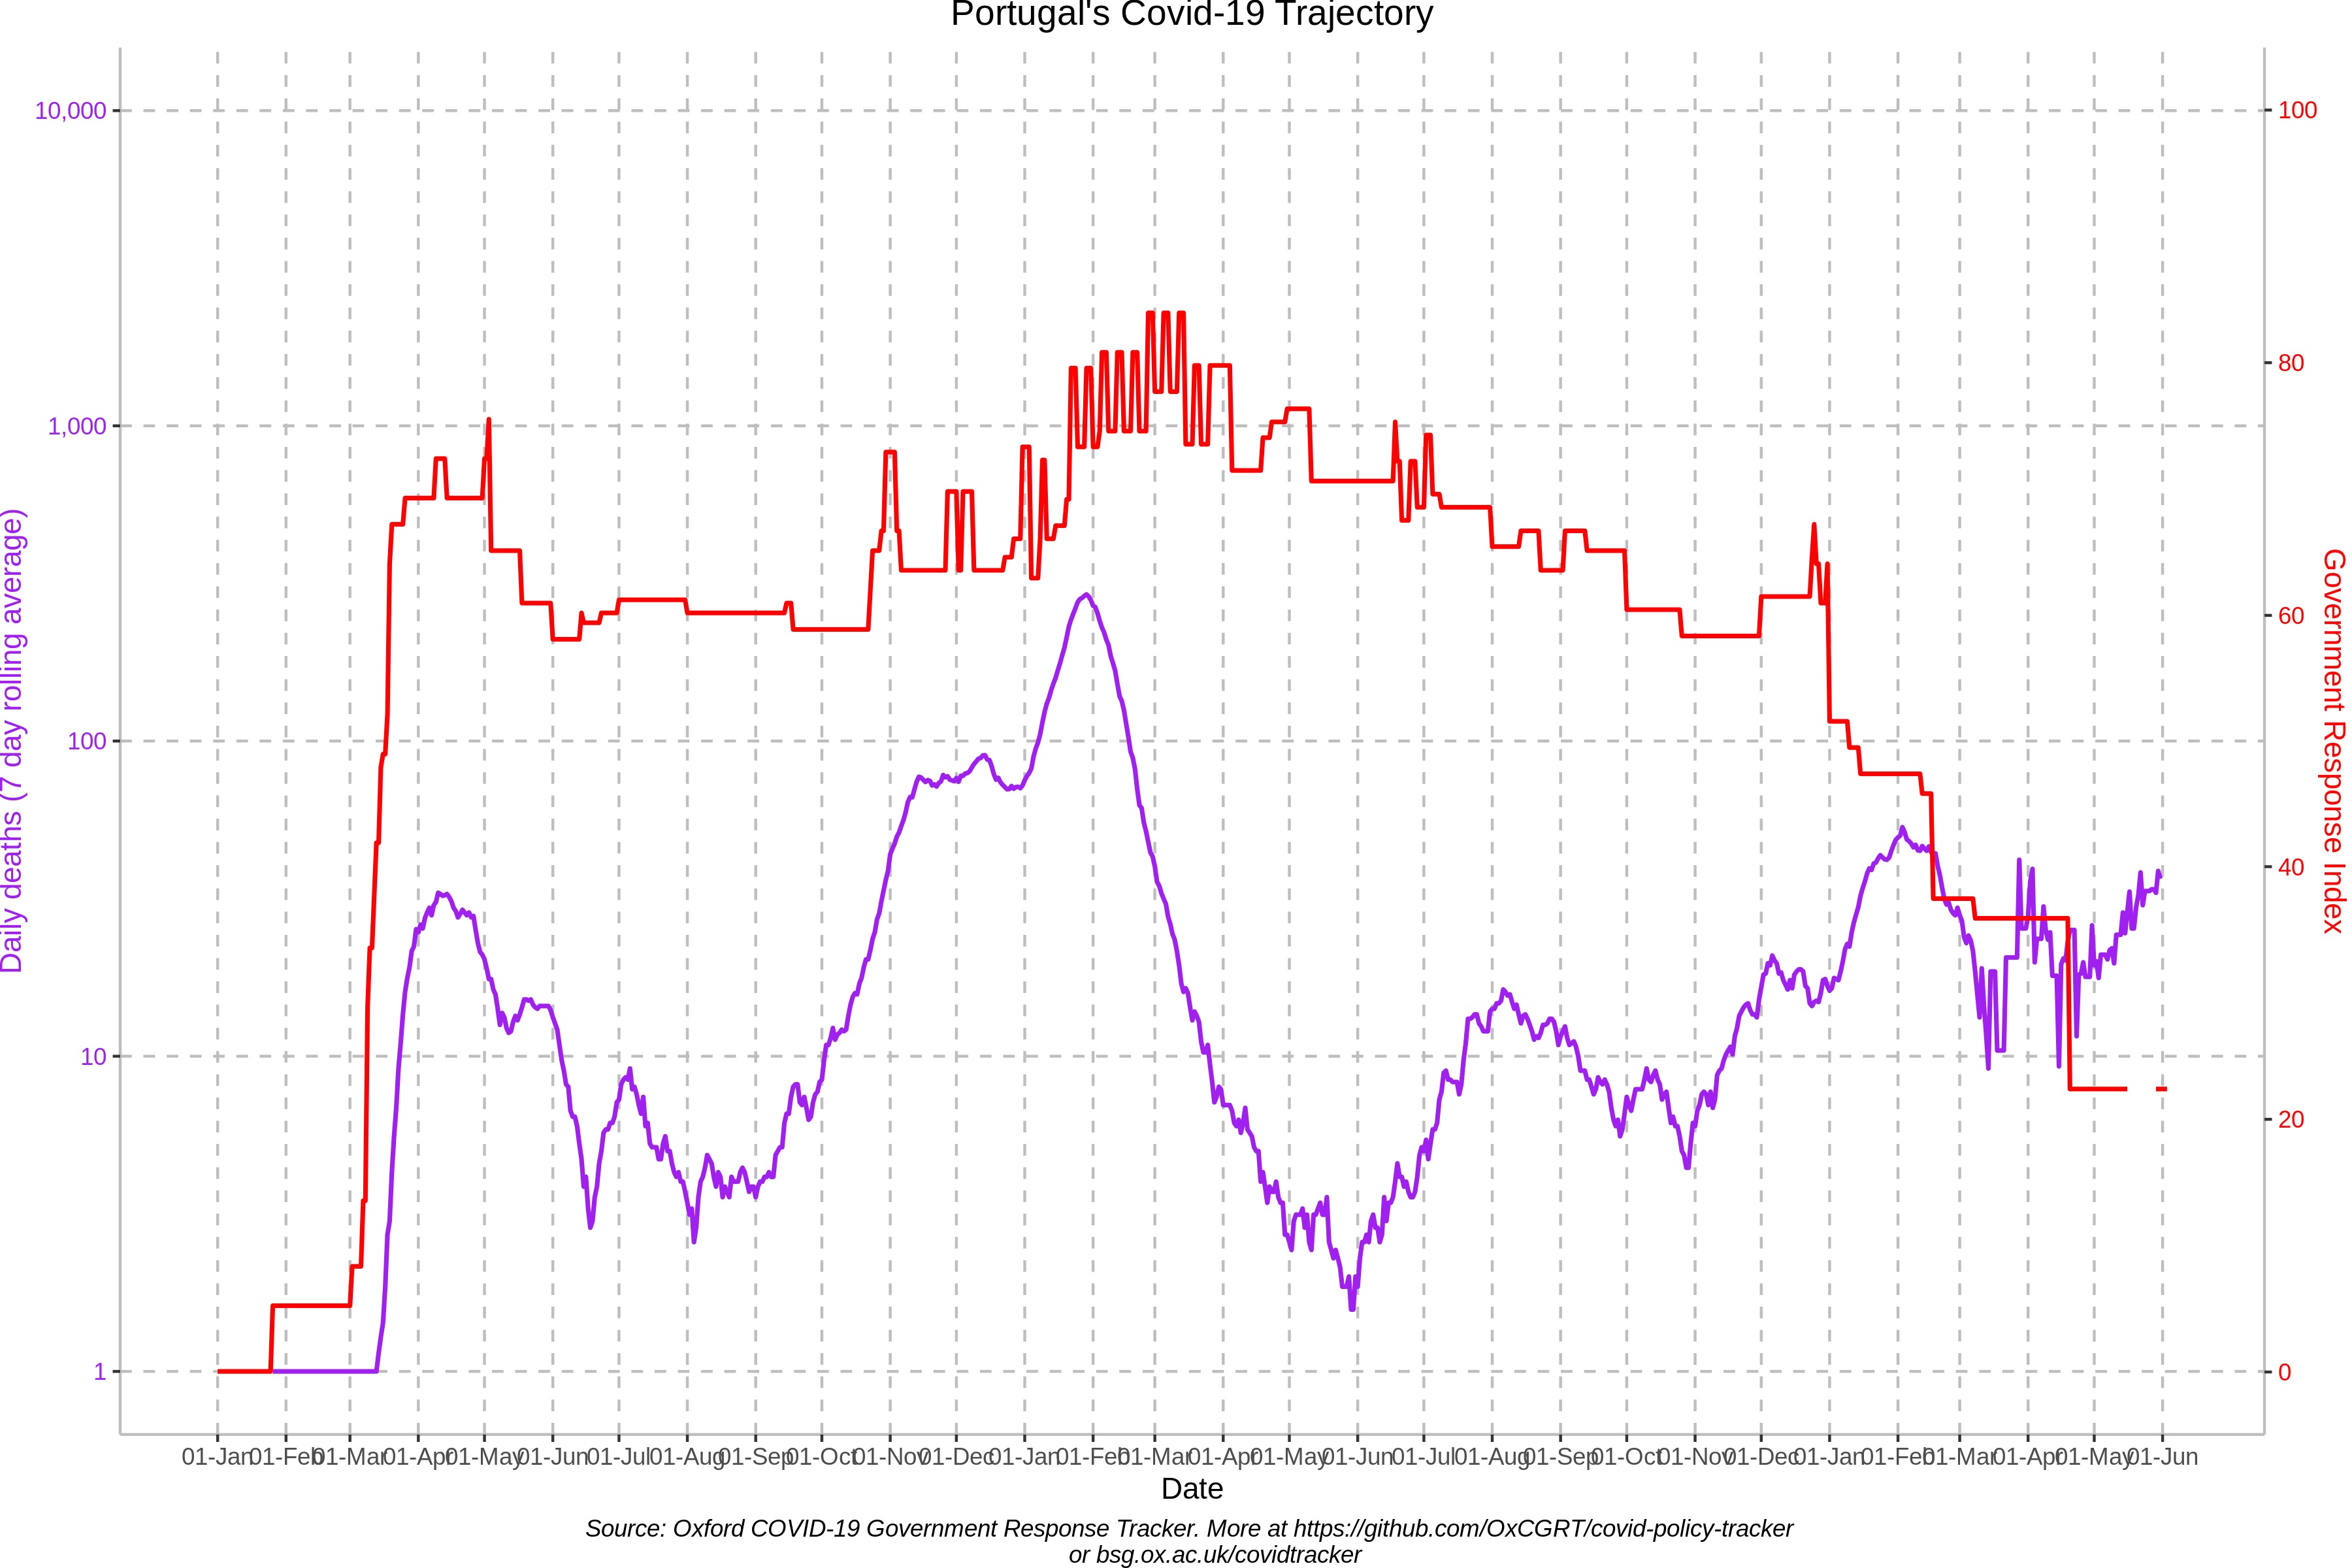 Portugal's Covid-19 Trajectory
10,000
1,000
100
10
1
Daily deaths (7 day rolling average)
100
80
60
40
20
0
Government Response Index
01-Jan 01-Feb 01-Mar 01-Apr 01-May 01-Jun 01-Jul 01-Aug 01-Sep 01-Oct 01-Nov 01-Dec 01-Jan 01-Feb 01-Mar 01-Apr 01-May 01-Jun 01-Jul 01-Aug 01-Sep 01-Oct 01-Nov 01-Dec 01-Jan 01-Feb 01-Mar 01-Apr 01-May 01-Jun
Date
Source: Oxford COVID-19 Government Response Tracker. More at https://github.com/OxCGRT/covid-policy-tracker
or bsg.ox.ac.uk/covidtracker